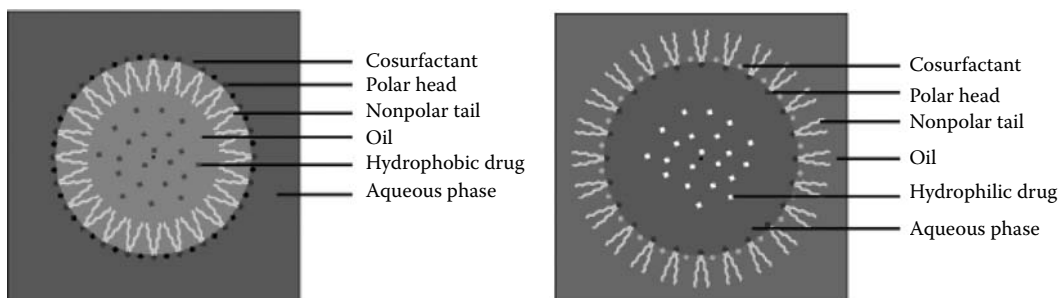 Cosurfactant
Polar head
Nonpolar tail
Oil
Hydrophobic drug
Aqueous phase
Cosurfactant
Polar head
Nonpolar tail
Oil
Hydrophilic drug
Aqueous phase